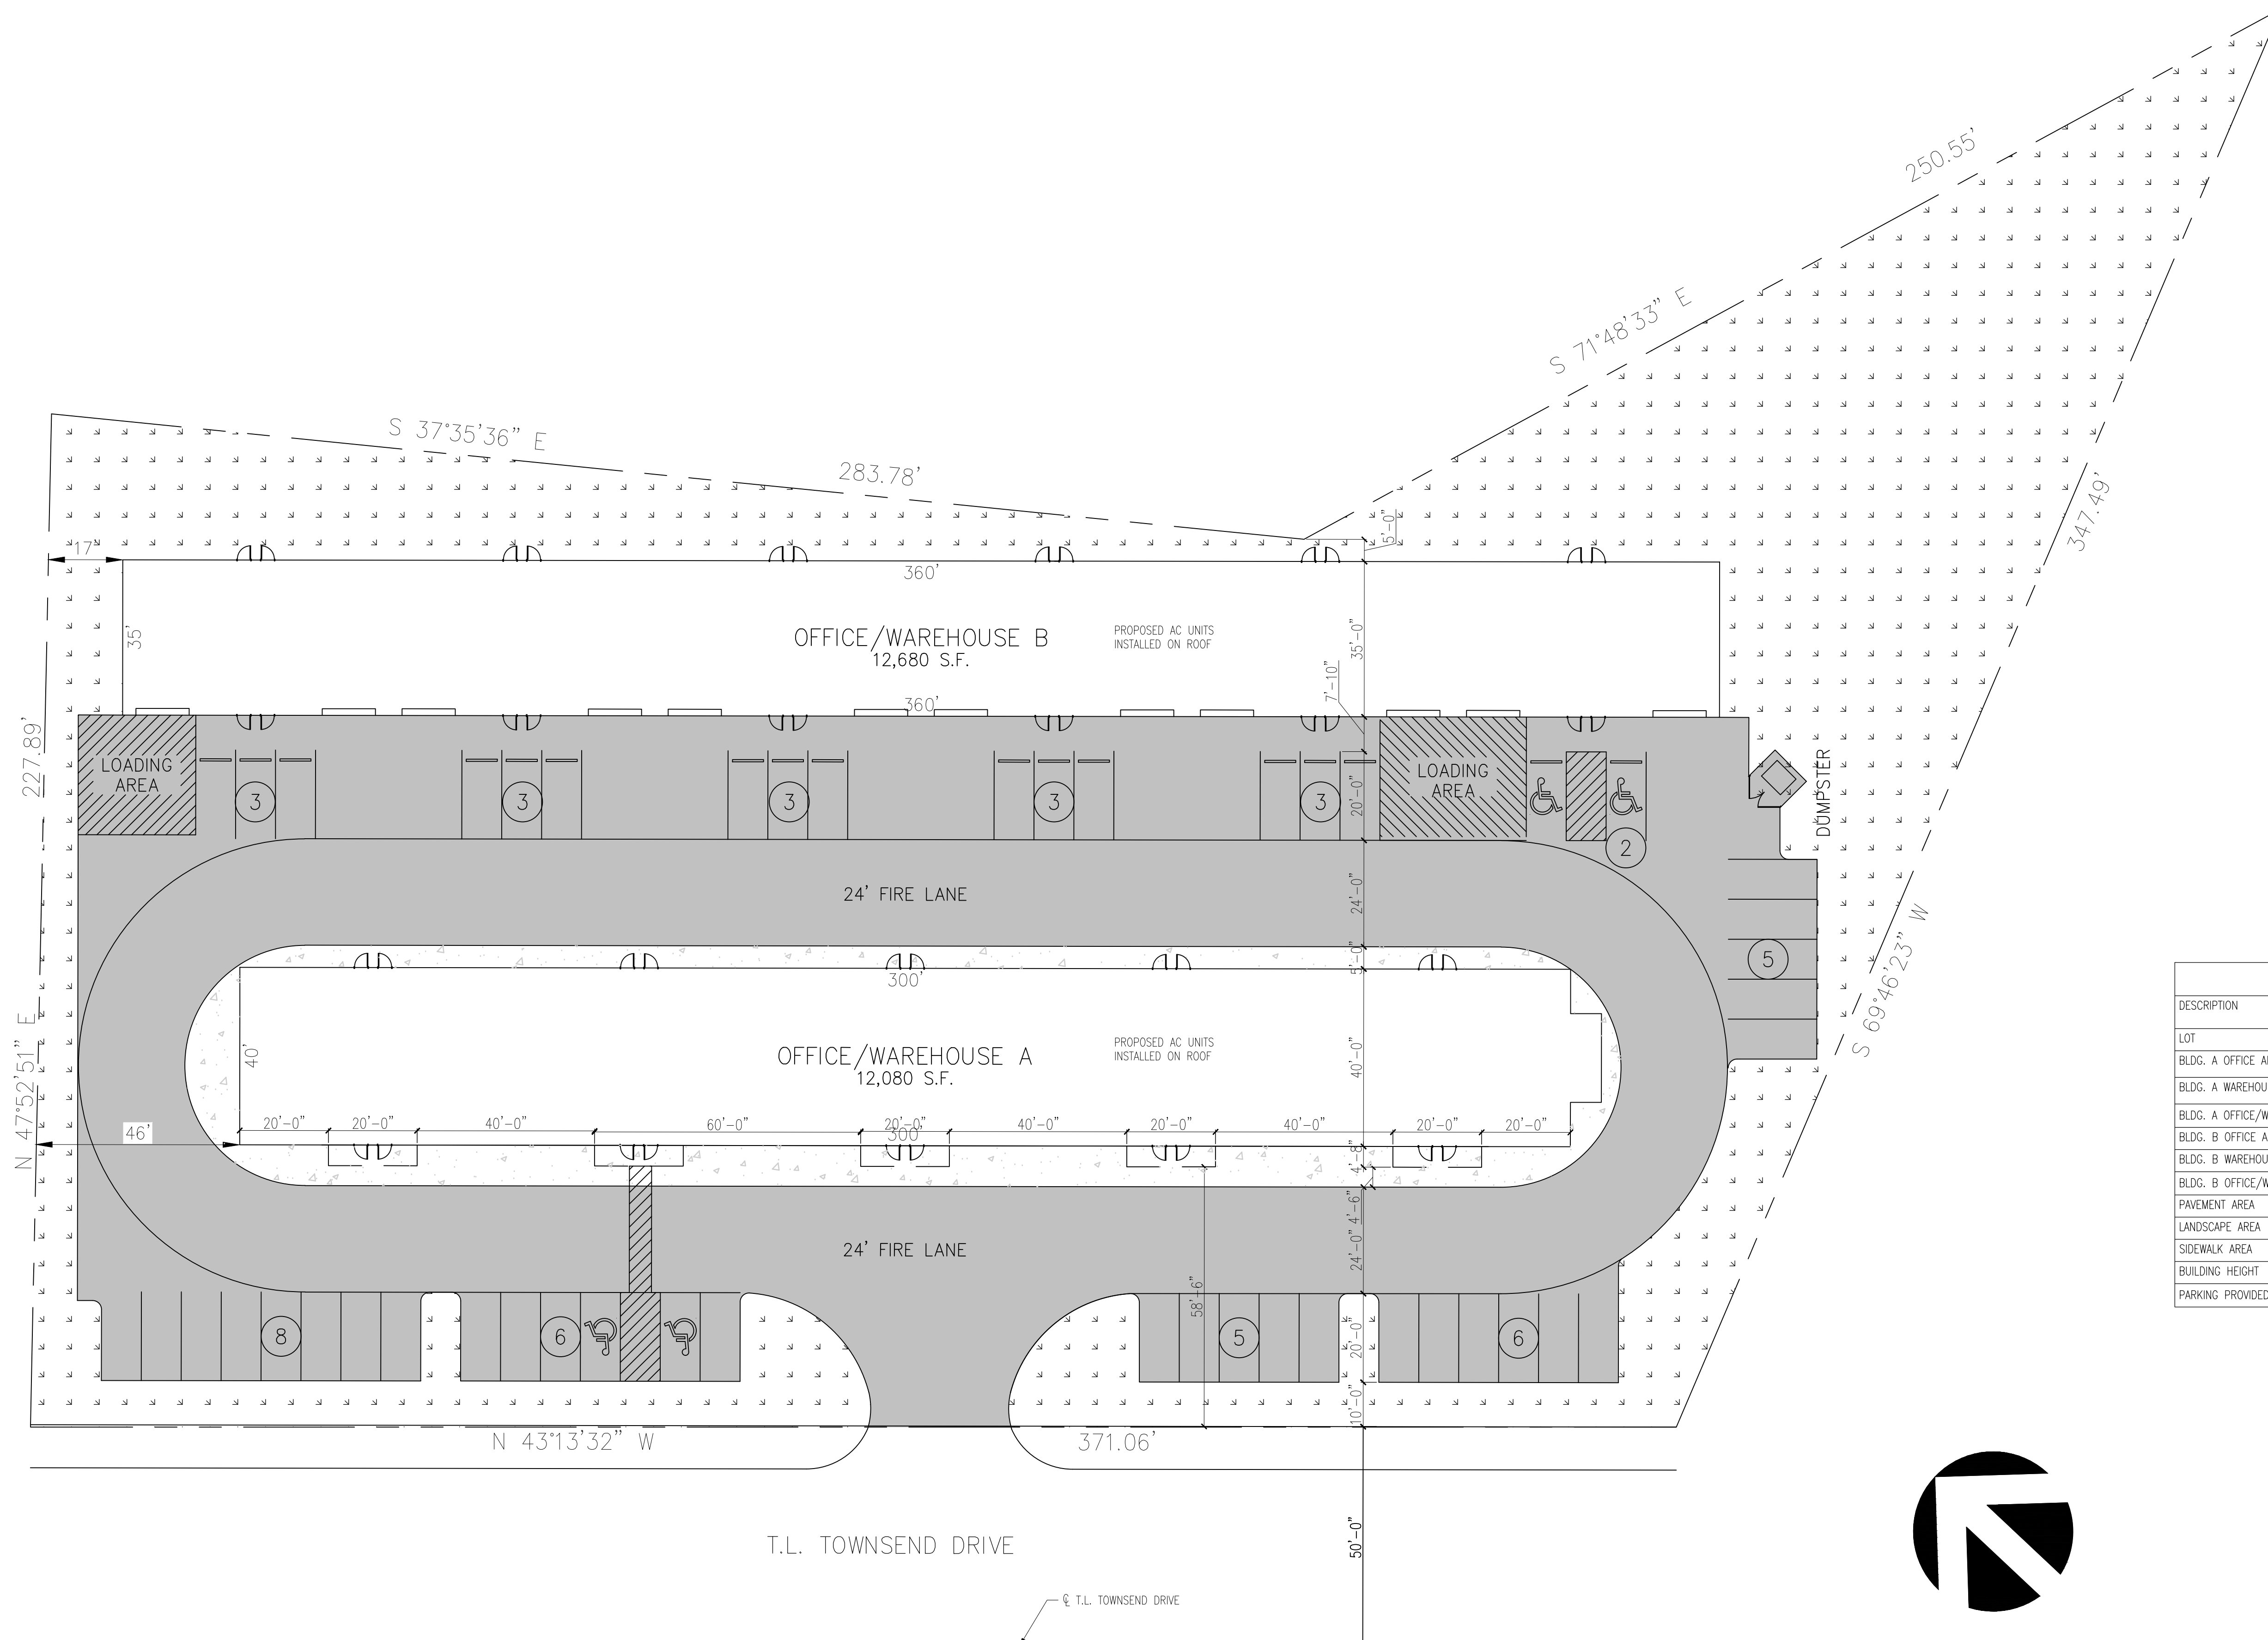 250.55'
S 71°48'33" E
S 37°35'36" E
283.78'
347.49'
5'-0"
17'
360'
35'
OFFICE/WAREHOUSE B
12,680 S.F.
PROPOSED AC UNITS
INSTALLED ON ROOF
35'-0"
7'-10"
360'
227.89'
LOADING
AREA
3
3
3
3
3
20'-0"
LOADING
AREA
2
DUMPSTER
24' FIRE LANE
24'-0"
5
S 69°46'23" W
5'-0"
300'
40'
OFFICE/WAREHOUSE A
12,080 S.F.
PROPOSED AC UNITS
INSTALLED ON ROOF
40'-0"
N 47°52'51" E
46'
20'-0"
20'-0"
40'-0"
60'-0"
20'-0"
300'
40'-0"
20'-0"
40'-0"
20'-0"
20'-0"
4'-8"
4'-6"
24' FIRE LANE
24'-0"
58'-6"
8
6
5
20'-0"
6
10'-0"
N 43°13'32" W
371.06'
T.L. TOWNSEND DRIVE
50'-0"
℄ T.L. TOWNSEND DRIVE
DESCRIPTION
LOT
BLDG. A OFFICE A
BLDG. A WAREHOU
BLDG. A OFFICE/W
BLDG. B OFFICE A
BLDG. B WAREHOU
BLDG. B OFFICE/W
PAVEMENT AREA
LANDSCAPE AREA
SIDEWALK AREA
BUILDING HEIGHT
PARKING PROVIDED